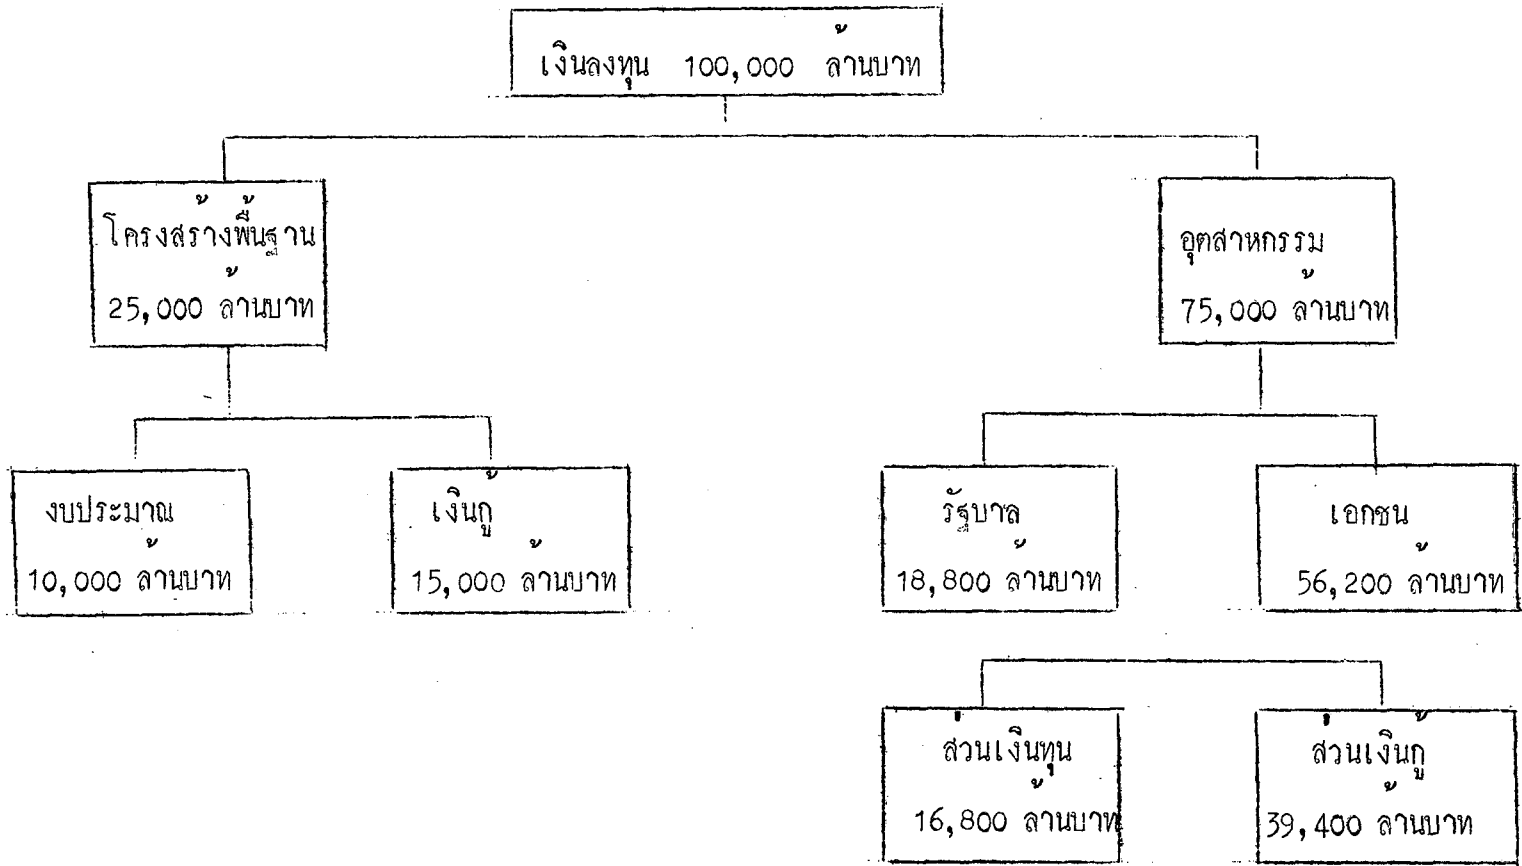 เงินลงทุน 100,000 ล้านบาท
โครงสร้างพื้นฐาน
25,000 ล้านบาท
อุตสาหกรรม
75,000 ล้านบาท
งบประมาณ
10,000 ล้านบาท
เงินกู้
15,000 ล้านบาท
รัฐบาล
18,800 ล้านบาท
เอกชน
56,200 ล้านบาท
ส่วนเงินทุน
16,800 ล้านบาท
ส่วนเงินกู้
39,400 ล้านบาท